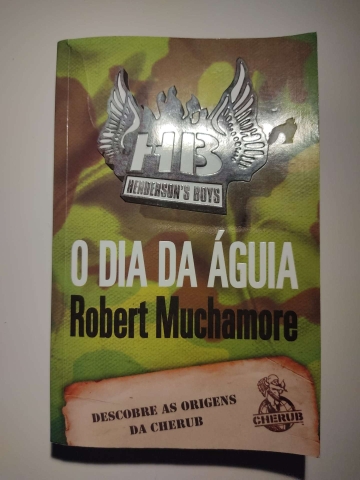 HB
HENDERSON'S BOYS
O DIA DA ÁGUIA
Robert Muchamore
DESCOBRE AS ORIGENS
DA CHERUB
CHERUB